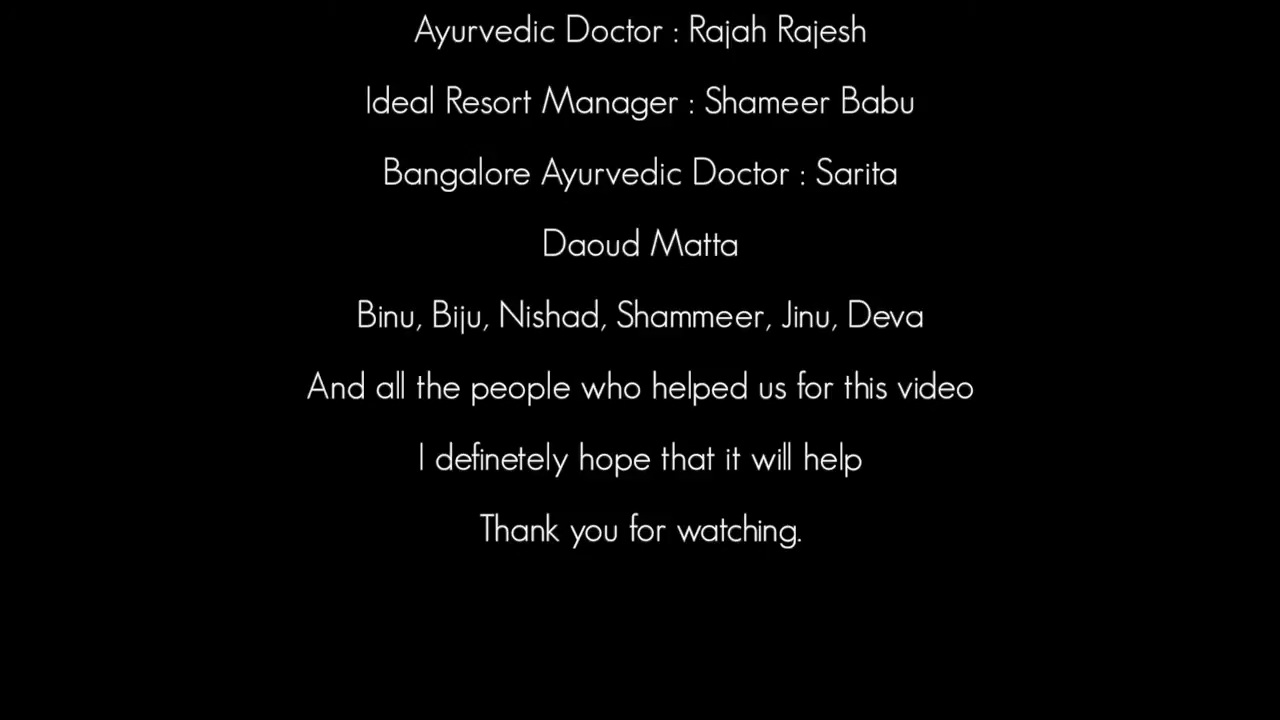 Ayurvedic Doctor : Rajah Rajesh
Ideal Resort Manager : Shameer Babu
Bangalore Ayurvedic Doctor : Sarita
Daoud Matta
Binu, Biju, Nishad, Shammeer, Jinu, Deva
And all the people who helped us for this video
I definetely hope that it will help
Thank you for watching.